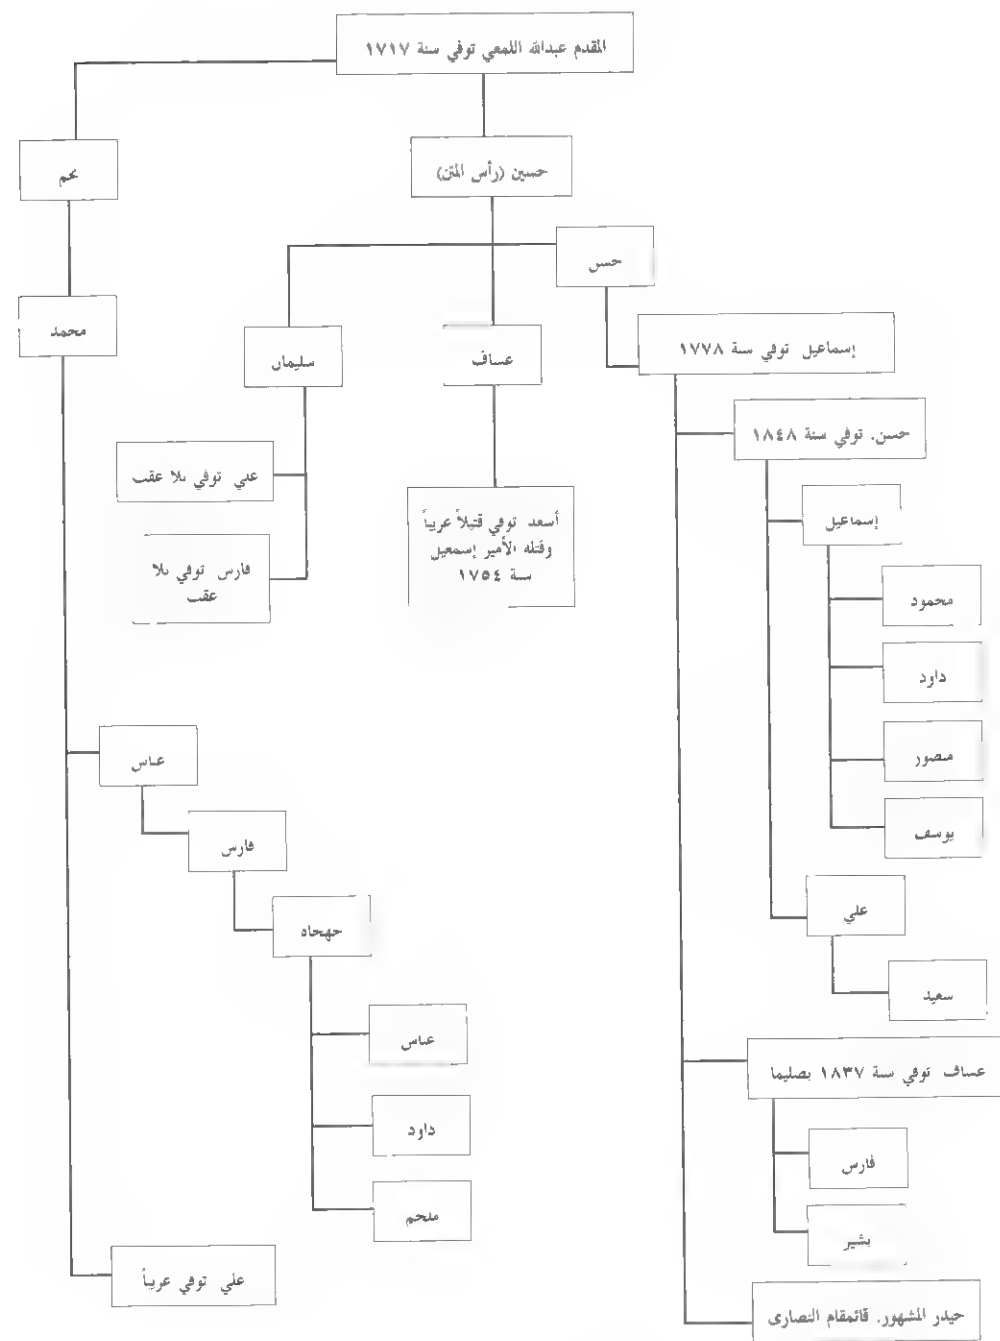 المقدم عبدالله اللمعي توفي سنة ١٧١٧
حسين (رأس المتن)
نجم
حسن
سليمان
عساف
محمد
إسماعيل توفي سنة ١٧٧٨
حسن. توفي سنة ١٨٤٨
علي توفي بلا عقب
أسعد توفي قتيلاً عريباً
وقتله الأمير إسمعيل
سنة ١٧٥٤
إسماعيل
فارس توفي بلا
عقب
محمود
داود
منصور
يوسف
عباس
فارس
علي
جهجاه
سعيد
عباس
عساف توفي سنة ١٨٣٧ بصليما
داود
فارس
ملحم
بشير
علي توفي عريباً
حيدر المشهور. قائمقام النصارى